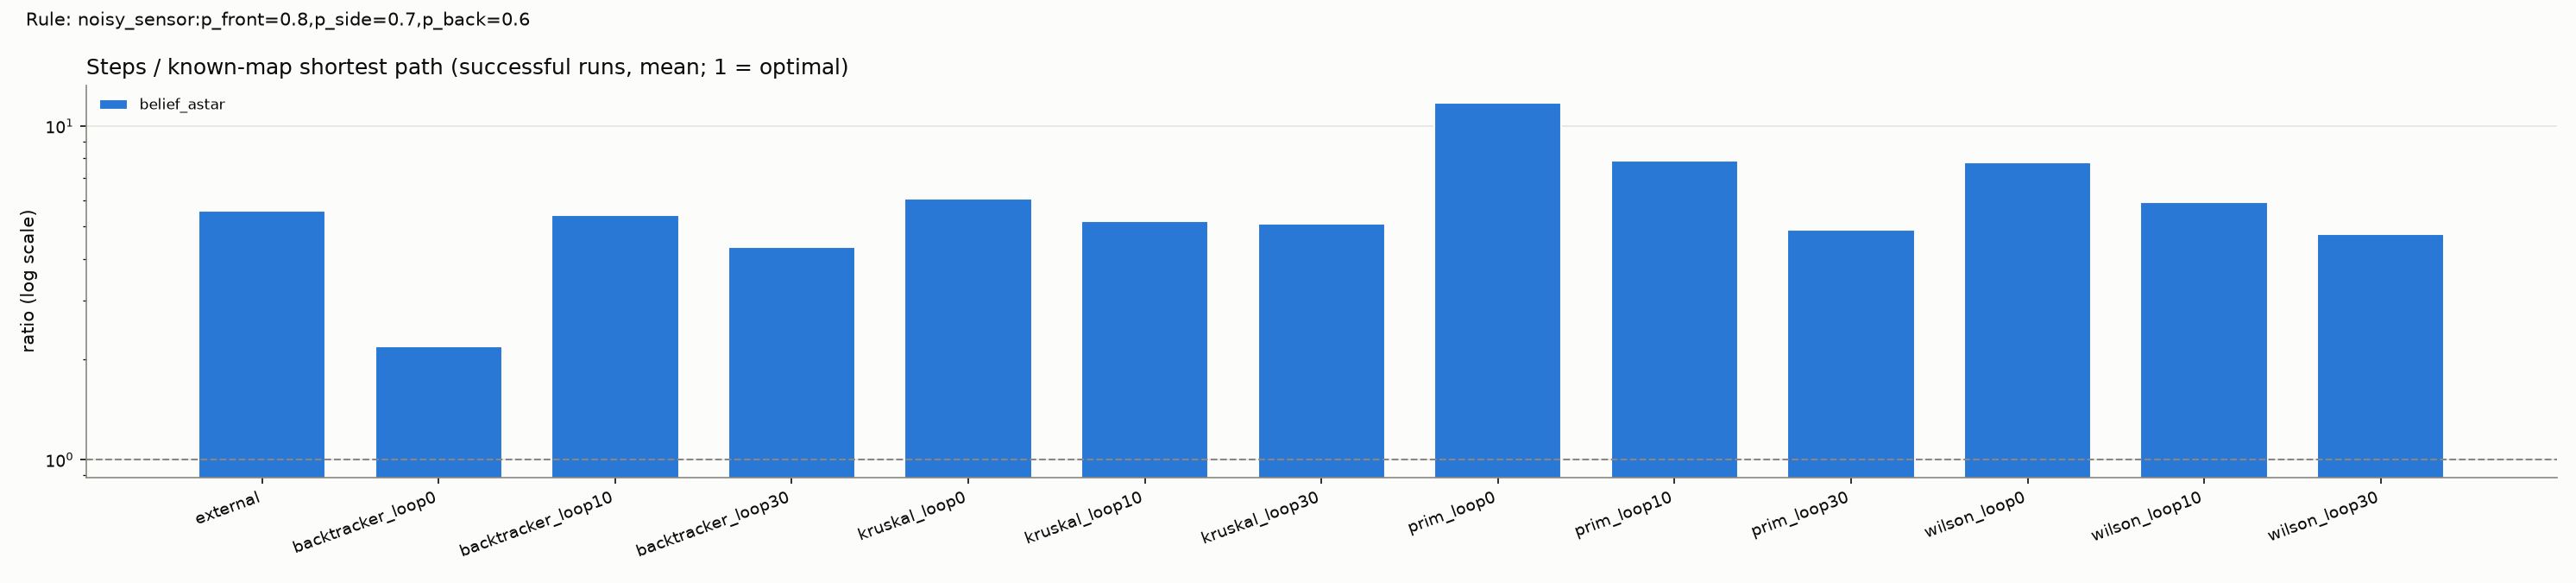 Rule: noisy_sensor:p_front=0.8,p_side=0.7,p_back=0.6
Steps / known-map shortest path (successful runs, mean; 1 = optimal)
belief_astar
ratio (log scale)
10¹
10⁰
external
backtracker_loop0
backtracker_loop10
backtracker_loop30
kruskal_loop0
kruskal_loop10
kruskal_loop30
prim_loop0
prim_loop10
prim_loop30
wilson_loop0
wilson_loop10
wilson_loop30